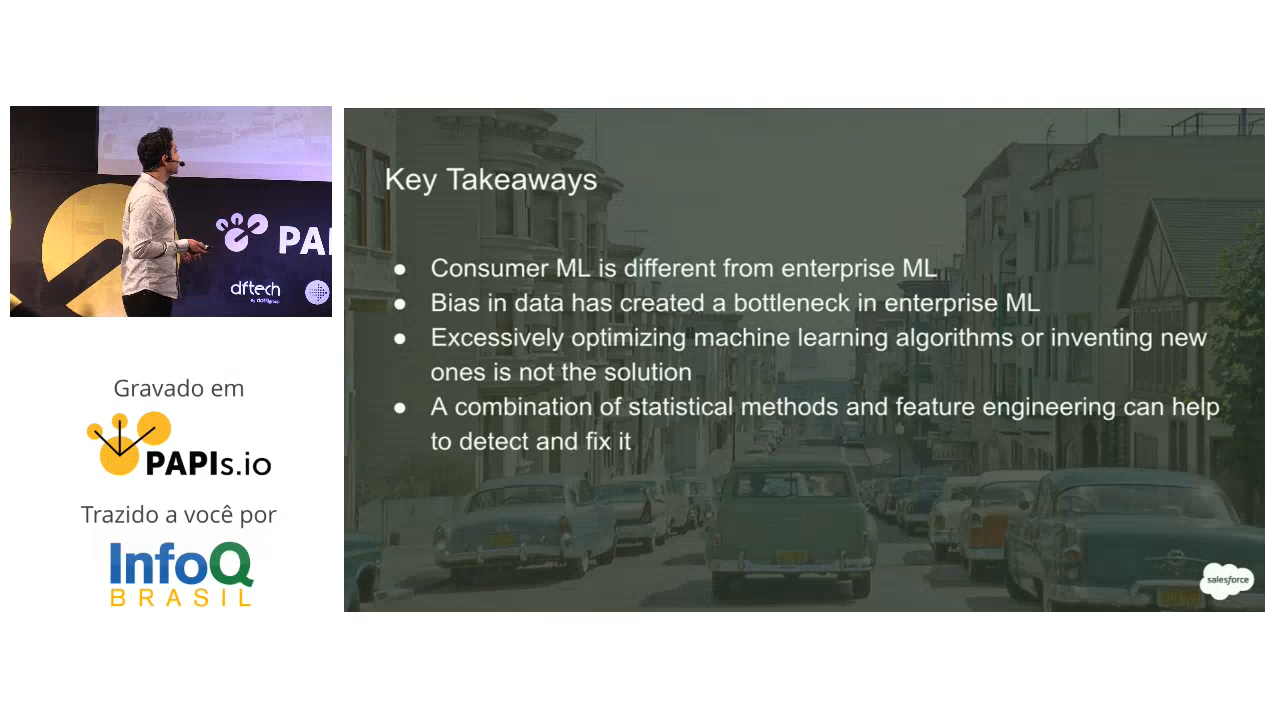 PAI
dftech
Gravado em
PAPIs.io
Trazido a você por
InfoQ
BRASIL
Key Takeaways
● Consumer ML is different from enterprise ML
● Bias in data has created a bottleneck in enterprise ML
● Excessively optimizing machine learning algorithms or inventing new
ones is not the solution
● A combination of statistical methods and feature engineering can help
to detect and fix it
salesforce